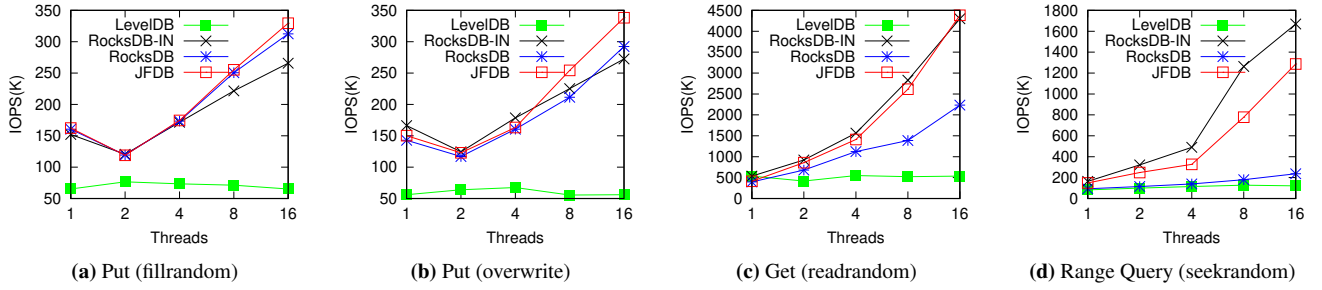 350
300
250
200
150
100
50
IOPS(K)
LevelDB
RocksDB-IN
RocksDB
JFDB
1 2 4 8 16
Threads
(a) Put (fillrandom)
350
300
250
200
150
100
50
IOPS(K)
LevelDB
RocksDB-IN
RocksDB
JFDB
1 2 4 8 16
Threads
(b) Put (overwrite)
4500
4000
3500
3000
2500
2000
1500
1000
500
0
IOPS(K)
LevelDB
RocksDB-IN
RocksDB
JFDB
1 2 4 8 16
Threads
(c) Get (readrandom)
1800
1600
1400
1200
1000
800
600
400
200
0
IOPS(K)
LevelDB
RocksDB-IN
RocksDB
JFDB
1 2 4 8 16
Threads
(d) Range Query (seekrandom)